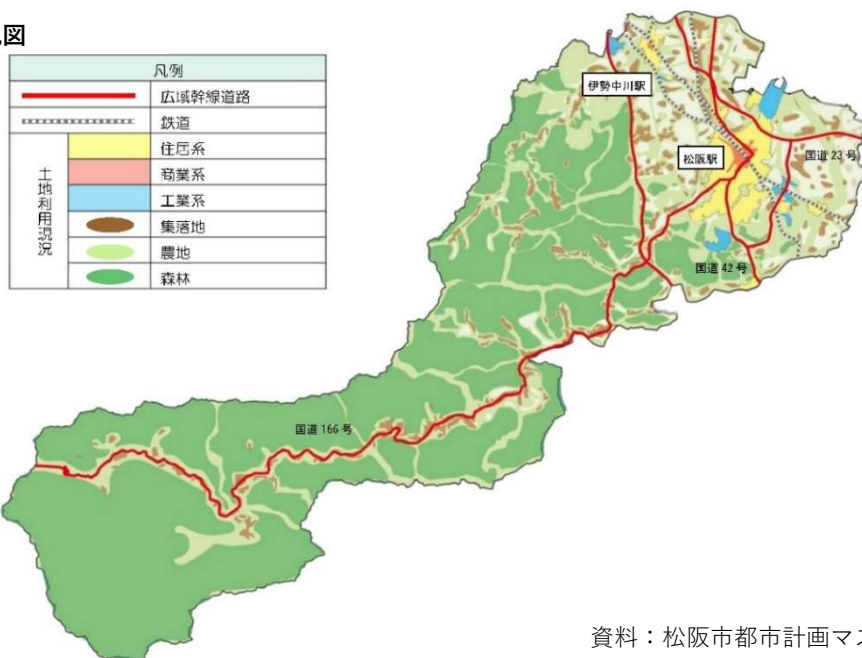 図
凡例
広域幹線道路
鉄道
土地利用現況
住居系
商業系
工業系
集落地
農地
森林
伊勢中川駅
松阪駅
国道 23 号
国道 42 号
国道 166 号
資料：松阪市都市計画マス